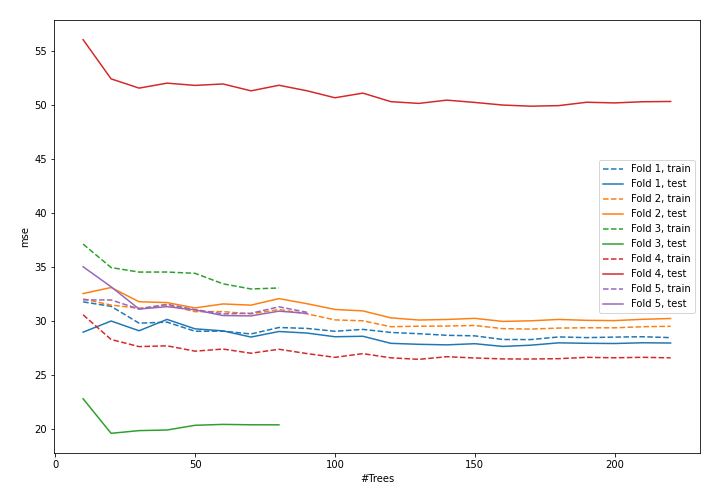 55
50
45
40
35
30
25
20
mse
0
50
100
150
200
#Trees
Fold 1, train
Fold 1, test
Fold 2, train
Fold 2, test
Fold 3, train
Fold 3, test
Fold 4, train
Fold 4, test
Fold 5, train
Fold 5, test